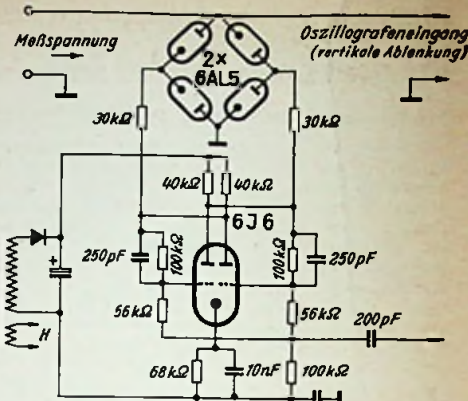 Meßspannung
Oszillografeneingang
(vertikale Ablenkung)
2×
6AL5
30kΩ
30kΩ
40kΩ
40kΩ
6J6
250pF
100kΩ
100kΩ
250pF
56kΩ
56kΩ
200pF
H
68kΩ
10nF
100kΩ